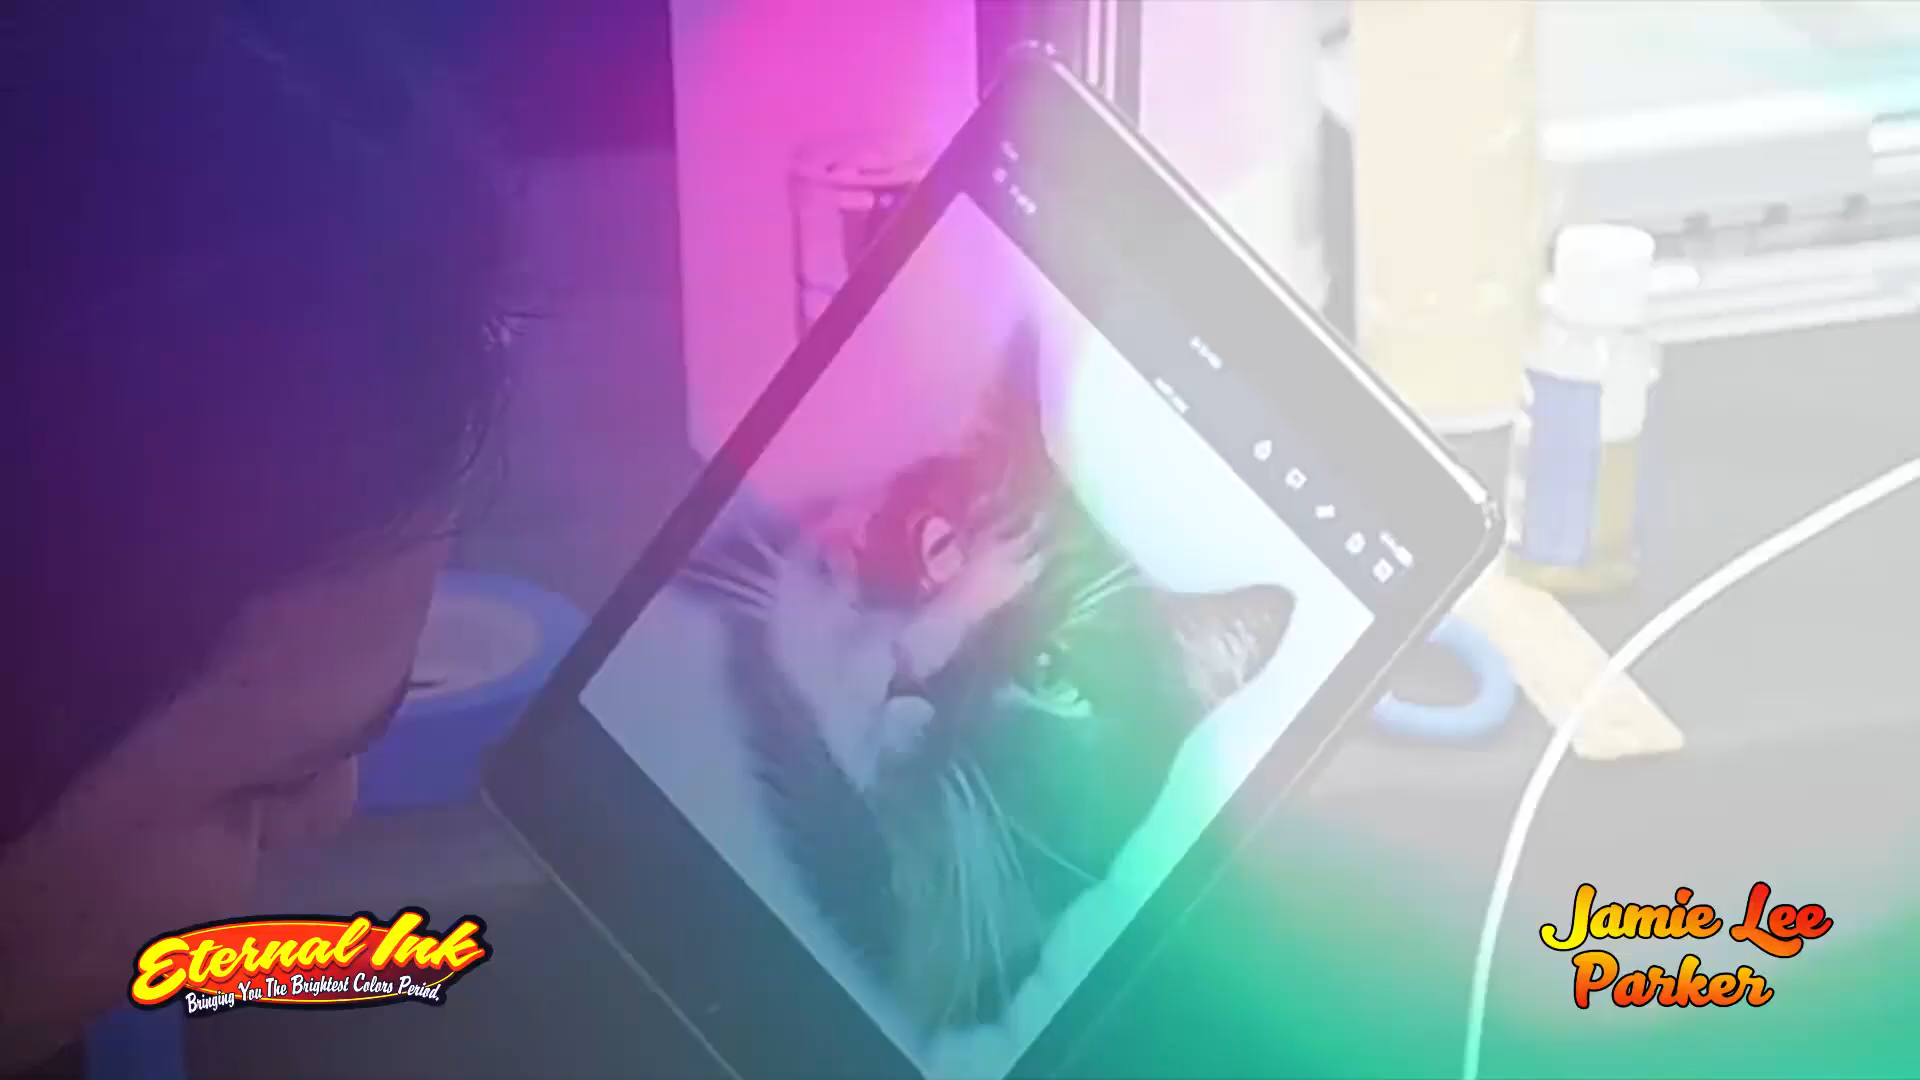 Eternal Ink
Bringing You The Brightest Colors Period.
Jamie Lee
Parker